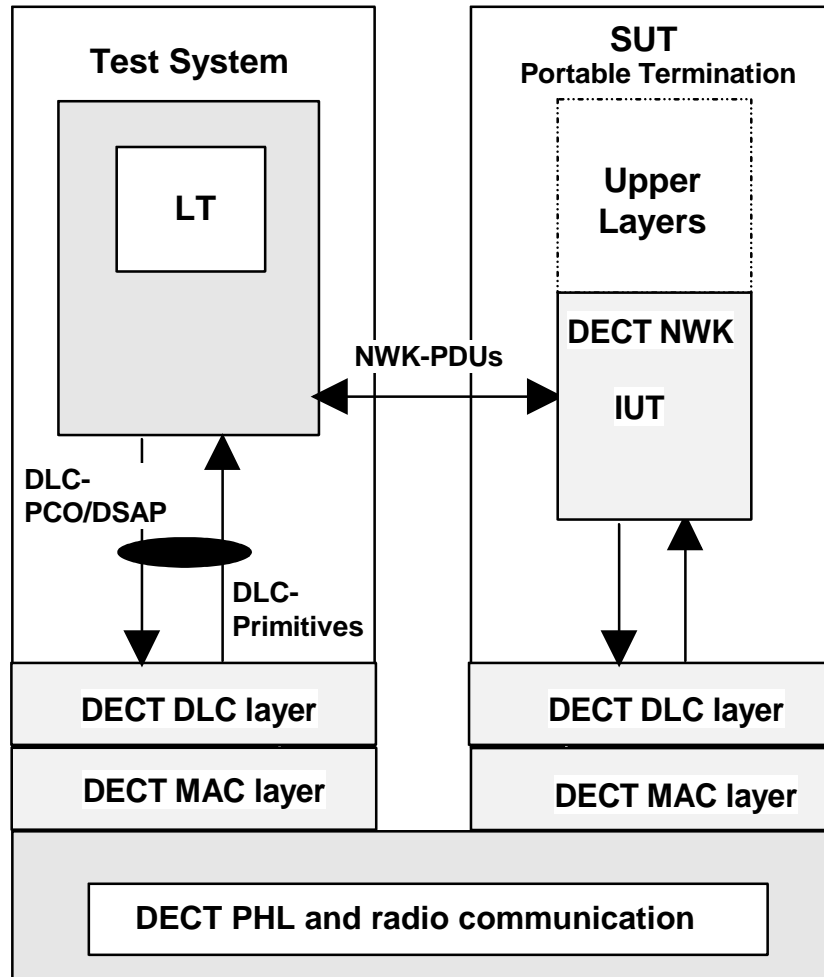 Test System
LT
DLC-
PCO/DSAP
DLC-
Primitives
NWK-PDUs
SUT
Portable Termination
Upper
Layers
DECT NWK
IUT
DECT DLC layer
DECT MAC layer
DECT DLC layer
DECT MAC layer
DECT PHL and radio communication